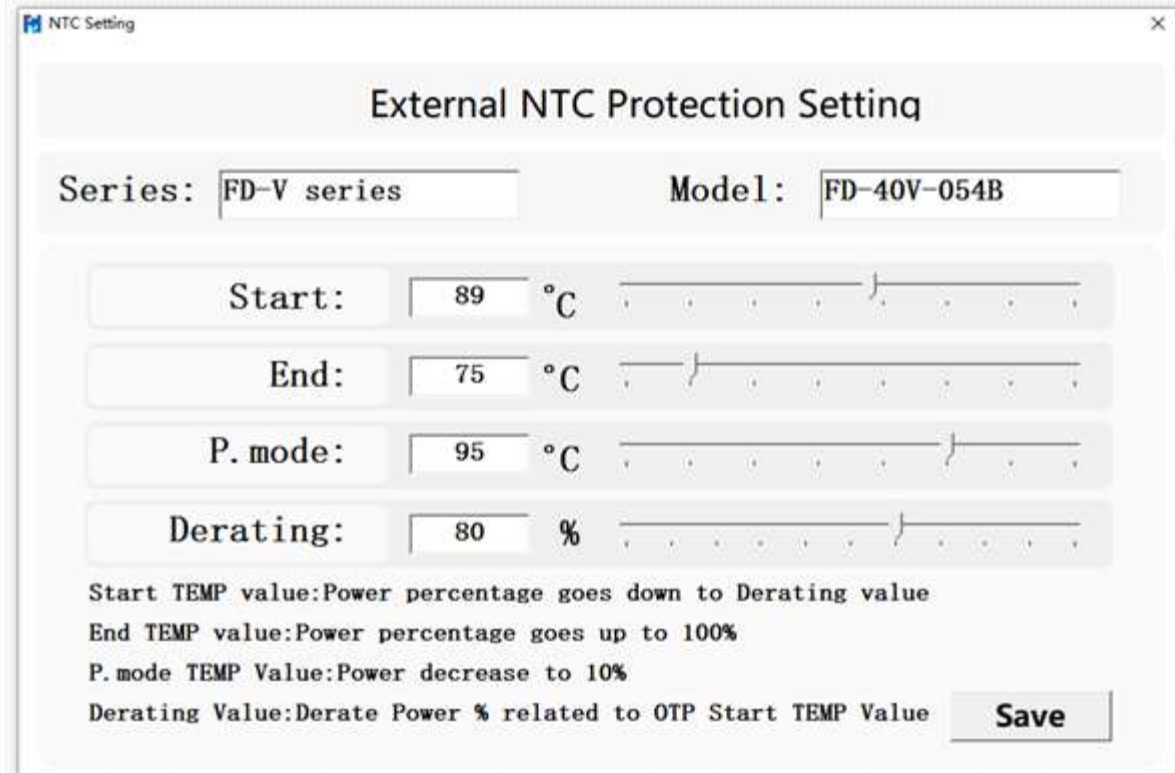 NTC Setting
External NTC Protection Setting
Series: FD-V series Model: FD-40V-054B
Start: 89 °C
End: 75 °C
P.mode: 95 °C
Derating: 80 %
Start TEMP value:Power percentage goes down to Derating value
End TEMP value:Power percentage goes up to 100%
P.mode TEMP Value:Power decrease to 10%
Derating Value:Derate Power % related to OTP Start TEMP Value
Save